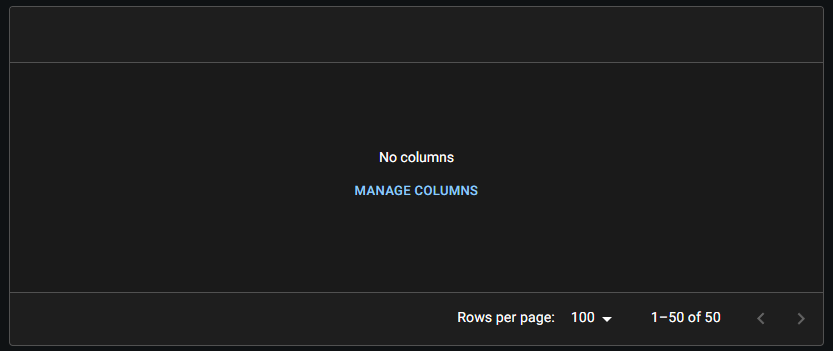 No columns
MANAGE COLUMNS
Rows per page: 100 1–50 of 50